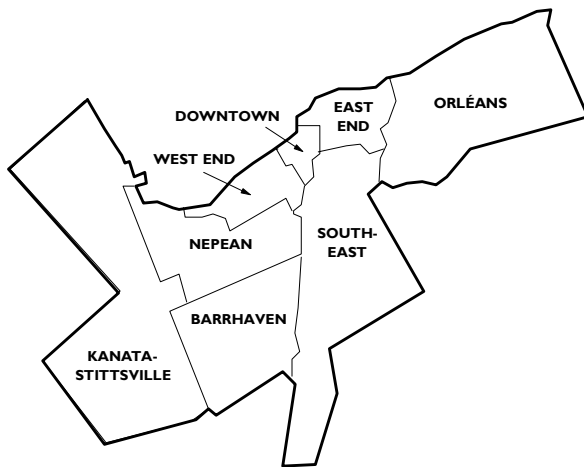 EAST
END
ORLÉANS
DOWNTOWN
WEST END
NEPEAN
SOUTH-
EAST
BARRHAVEN
KANATA-
STITTSVILLE